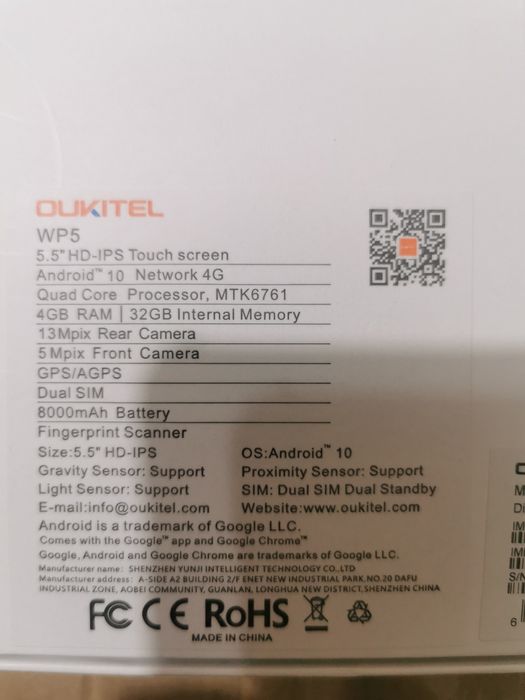 OUKITEL
WP5
5.5" HD-IPS Touch screen
Android™ 10 Network 4G
Quad Core Processor, MTK6761
4GB RAM | 32GB Internal Memory
13Mpix Rear Camera
5Mpix Front Camera
GPS/AGPS
Dual SIM
8000mAh Battery
Fingerprint Scanner
Size:5.5" HD-IPS OS:Android™ 10
Gravity Sensor: Support Proximity Sensor: Support
Light Sensor: Support SIM: Dual SIM Dual Standby
E-mail:info@oukitel.com Website:www.oukitel.com
Android is a trademark of Google LLC.
Comes with the Google™ app and Google Chrome™
Google, Android and Google Chrome are trademarks of Google LLC.
Manufacturer name: SHENZHEN YUNJI INTELLIGENT TECHNOLOGY CO.,LTD
Manufacturer address: A-SIDE A2 BUILDING 2/F ENET NEW INDUSTRIAL PARK.NO.20 DAFU
INDUSTRIAL ZONE, AOBEI COMMUNITY, GUANLAN, LONGHUA NEW DISTRICT,SHENZHEN CHINA
FC CE RoHS
MADE IN CHINA
S/N
6